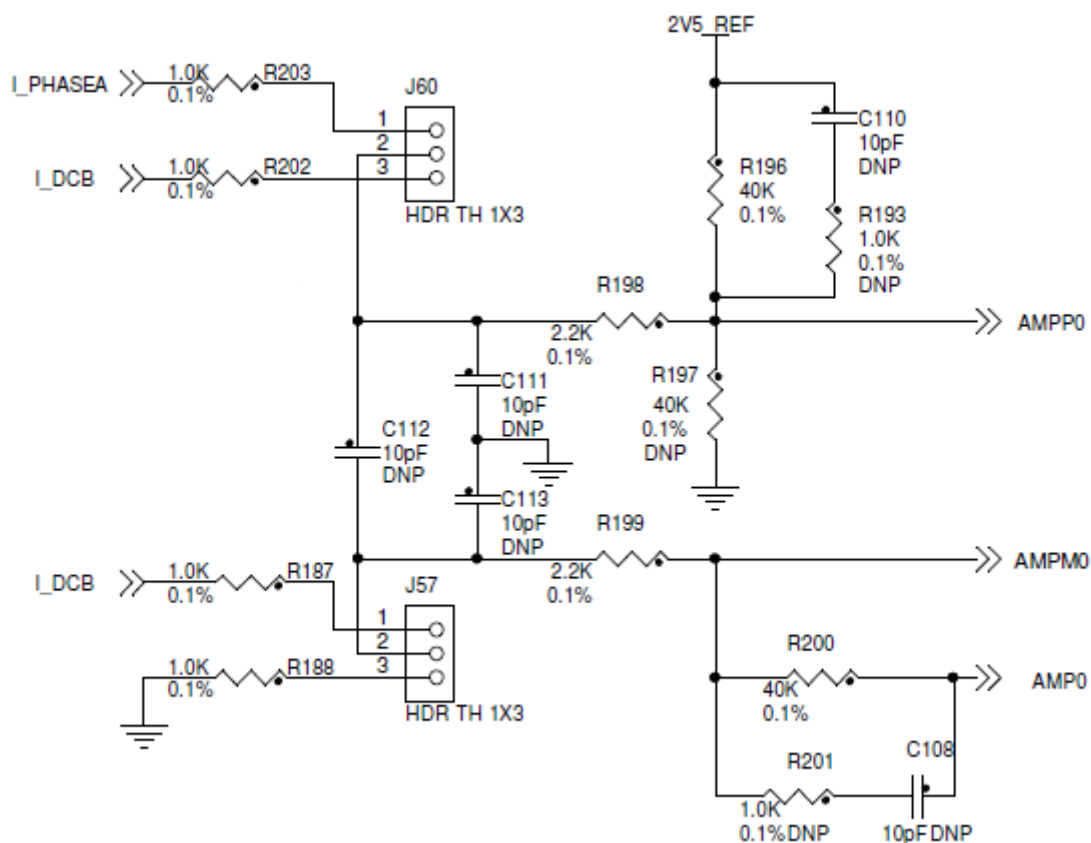 2V5_REF
I_PHASEA
1.0K
0.1%
R203
J60
1
2
3
HDR TH 1X3
I_DCB
1.0K
0.1%
R202
R196
40K
0.1%
C110
10pF
DNP
R193
1.0K
0.1%
DNP
R198
2.2K
0.1%
AMPP0
C111
10pF
DNP
R197
40K
0.1%
DNP
C112
10pF
DNP
C113
10pF
DNP
R199
2.2K
0.1%
AMPM0
I_DCB
1.0K
0.1%
R187
J57
1
2
3
HDR TH 1X3
1.0K
0.1%
R188
R200
40K
0.1%
AMP0
R201
1.0K
0.1%DNP
C108
10pFDNP